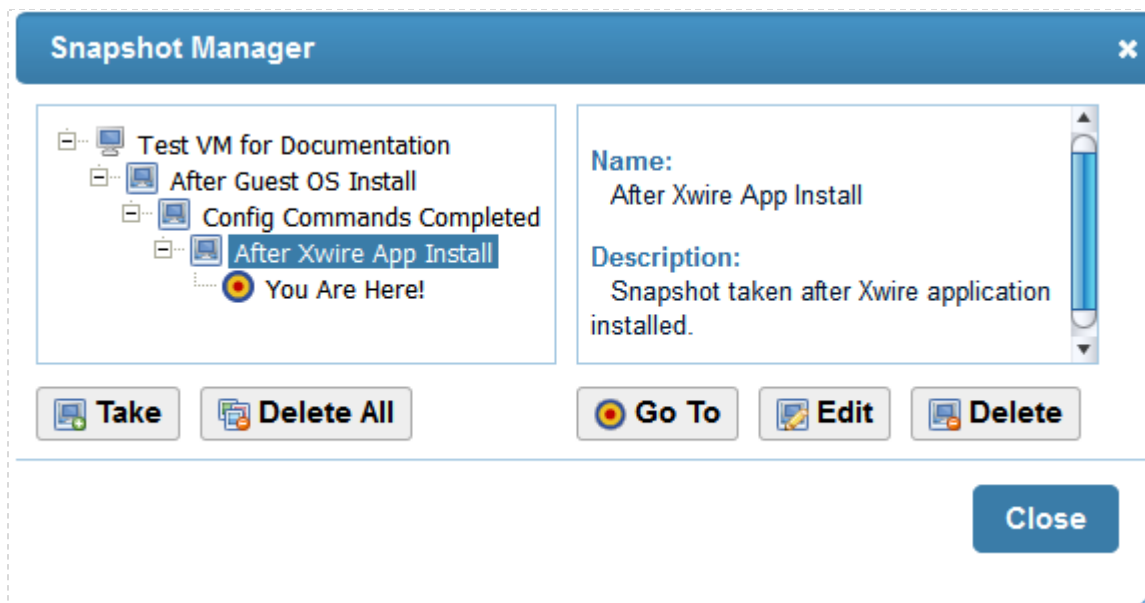 Snapshot Manager
Test VM for Documentation
After Guest OS Install
Config Commands Completed
After Xwire App Install
You Are Here!
Name:
After Xwire App Install
Description:
Snapshot taken after Xwire application
installed.
Take
Delete All
Go To
Edit
Delete
Close